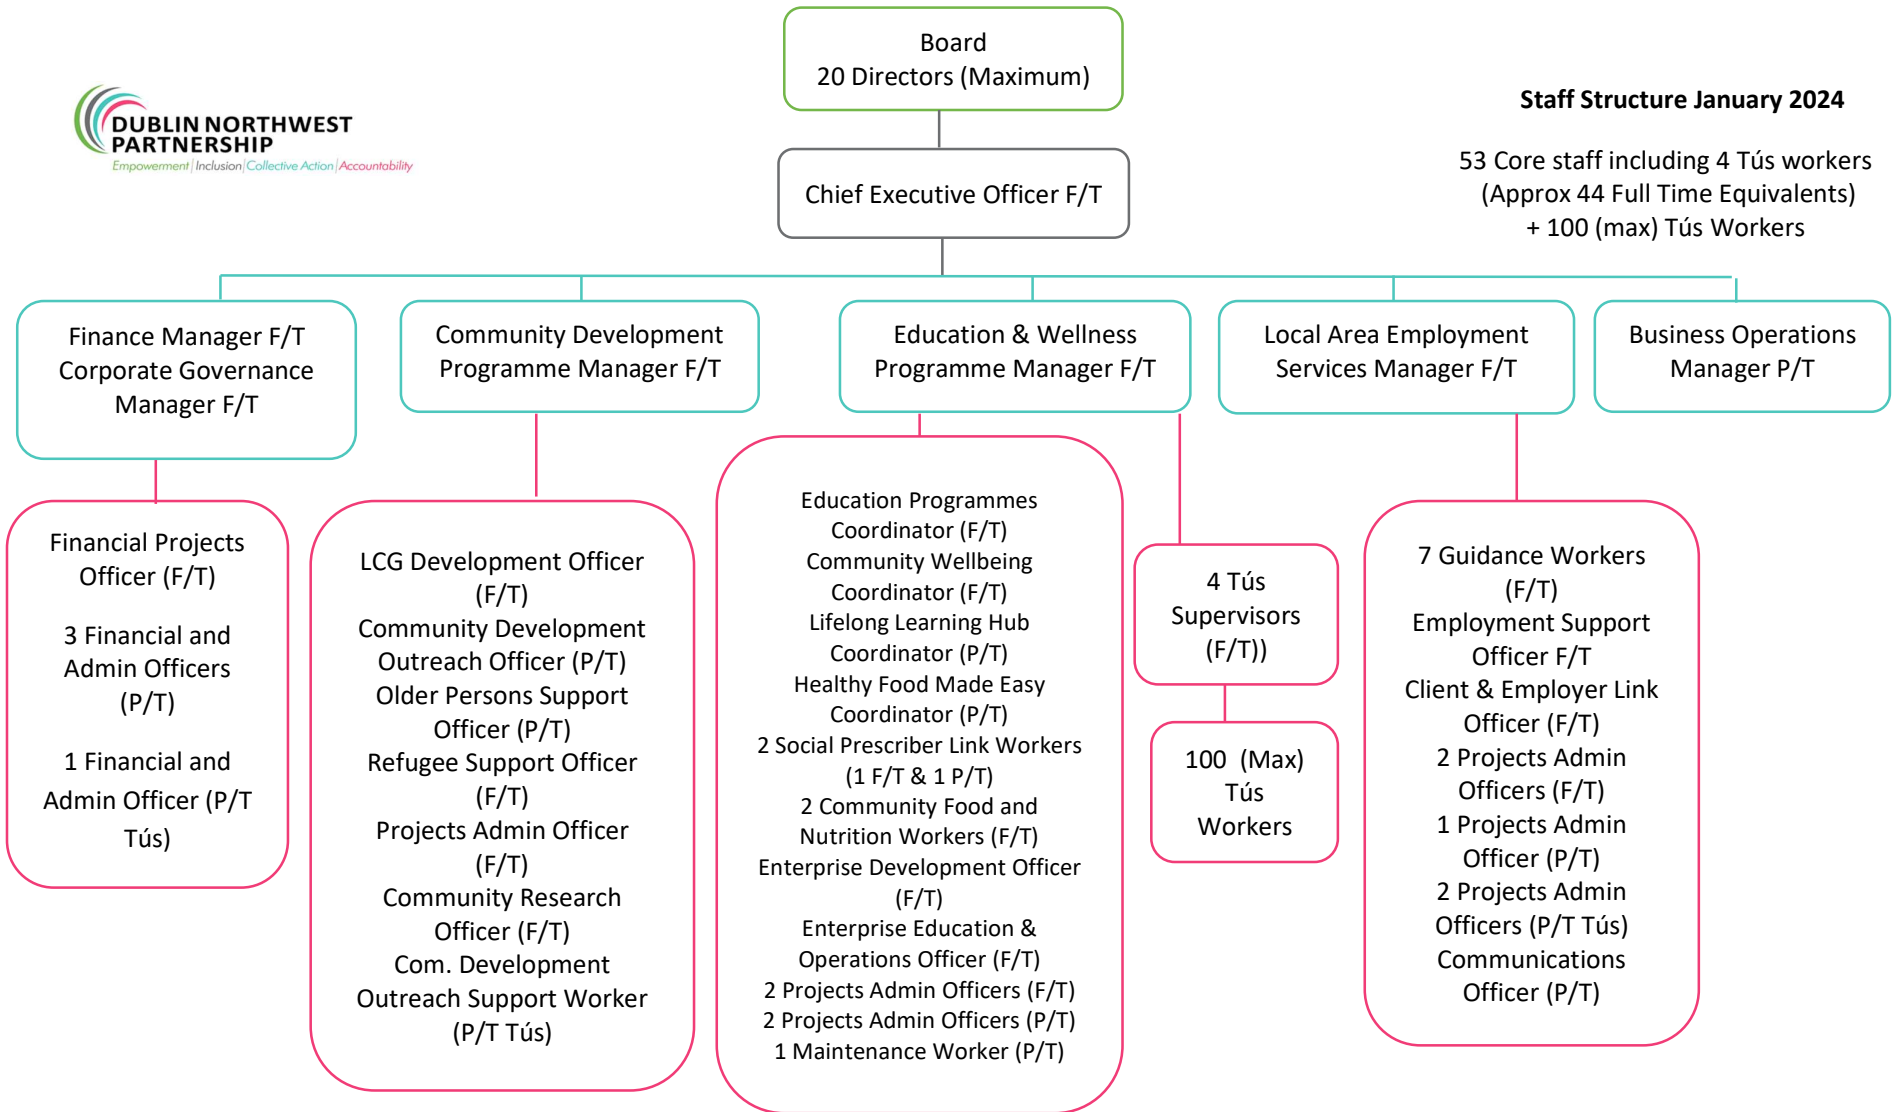 Board
20 Directors (Maximum)
DUBLIN NORTHWEST
PARTNERSHIP
Empowerment | Inclusion | Collective Action | Accountability
Staff Structure January 2024
53 Core staff including 4 Tús workers
(Approx 44 Full Time Equivalents)
+ 100 (max) Tús Workers
Chief Executive Officer F/T
Finance Manager F/T
Corporate Governance
Manager F/T
Community Development
Programme Manager F/T
Education & Wellness
Programme Manager F/T
Local Area Employment
Services Manager F/T
Business Operations
Manager P/T
Financial Projects
Officer (F/T)
3 Financial and
Admin Officers
(P/T)
1 Financial and
Admin Officer (P/T
Tús)
LCG Development Officer
(F/T)
Community Development
Outreach Officer (P/T)
Older Persons Support
Officer (P/T)
Refugee Support Officer
(F/T)
Projects Admin Officer
(F/T)
Community Research
Officer (F/T)
Com. Development
Outreach Support Worker
(P/T Tús)
Education Programmes
Coordinator (F/T)
Community Wellbeing
Coordinator (F/T)
Lifelong Learning Hub
Coordinator (P/T)
Healthy Food Made Easy
Coordinator (P/T)
2 Social Prescriber Link Workers
(1 F/T & 1 P/T)
2 Community Food and
Nutrition Workers (F/T)
Enterprise Development Officer
(F/T)
Enterprise Education &
Operations Officer (F/T)
2 Projects Admin Officers (F/T)
2 Projects Admin Officers (P/T)
1 Maintenance Worker (P/T)
4 Tús
Supervisors
(F/T))
100 (Max)
Tús
Workers
7 Guidance Workers
(F/T)
Employment Support
Officer F/T
Client & Employer Link
Officer (F/T)
2 Projects Admin
Officers (F/T)
1 Projects Admin
Officer (P/T)
2 Projects Admin
Officers (P/T Tús)
Communications
Officer (P/T)